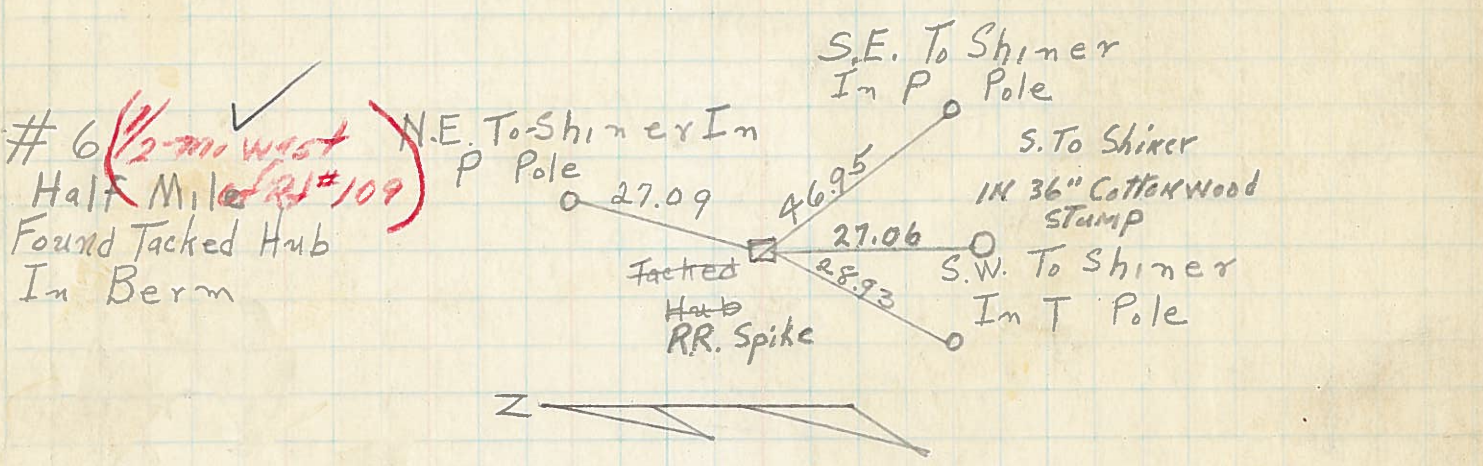 # 6 (1/2-mi west
of Rd #109)
Half Mile
Found Tacked Hub
In Berm
N.E. To Shiner In
P Pole
27.09
S.E. To Shiner
In P Pole
46.95
S. To Shiner
IN 36" Cottonwood
STUMP
27.06
S.W. To Shiner
In T Pole
28.93
Tacked
Hub
RR. Spike
Z